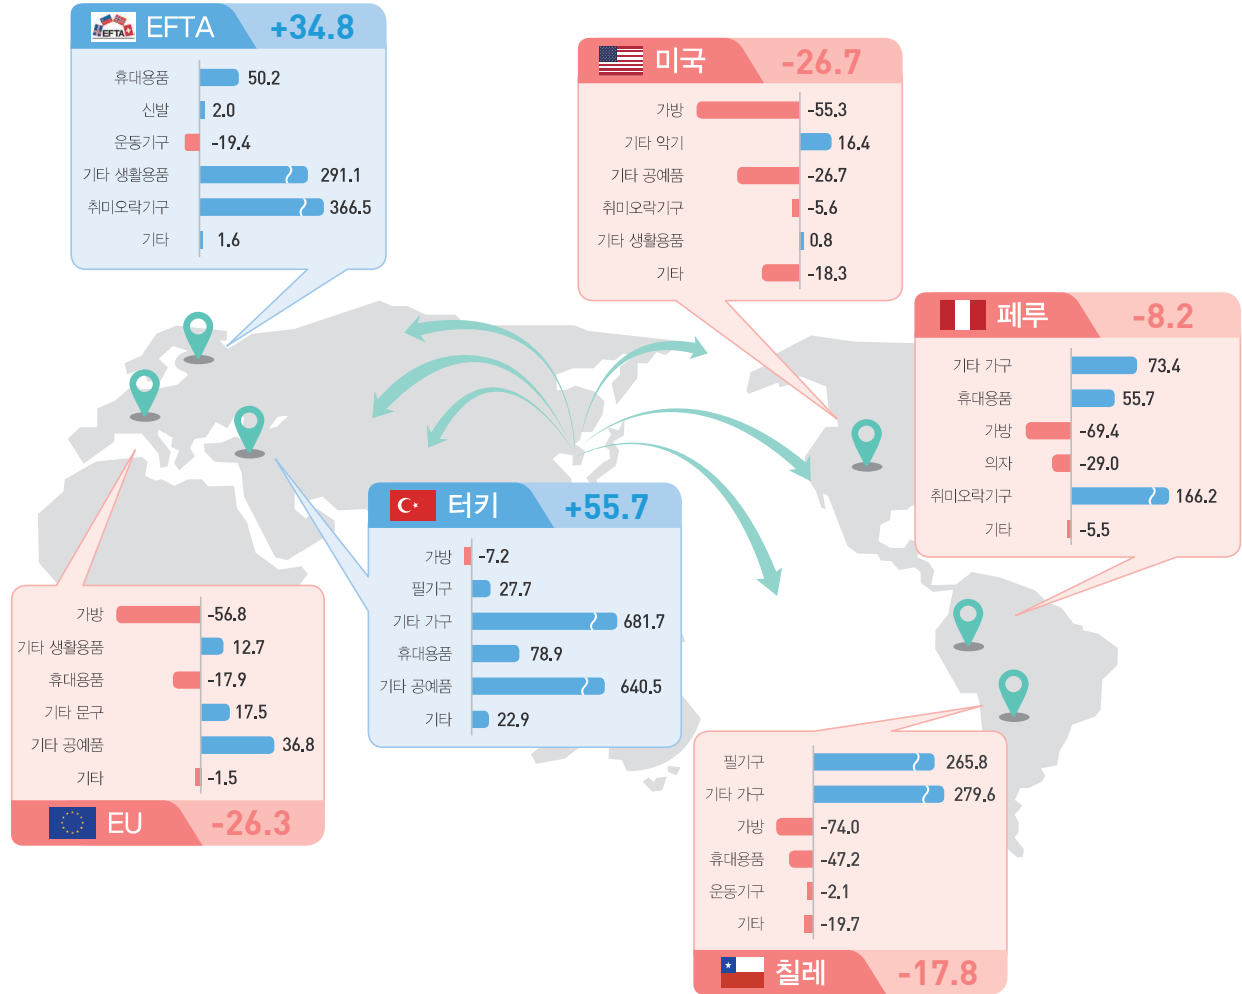 EFTA
EFTA +34.8
휴대용품 50.2
신발 2.0
운동기구 -19.4
기타 생활용품 291.1
취미오락기구 366.5
기타 1.6
미국 -26.7
가방 -55.3
기타 악기 16.4
기타 공예품 -26.7
취미오락기구 -5.6
기타 생활용품 0.8
기타 -18.3
페루 -8.2
기타 가구 73.4
휴대용품 55.7
가방 -69.4
의자 -29.0
취미오락기구 166.2
기타 -5.5
터키 +55.7
가방 -7.2
필기구 27.7
기타 가구 681.7
휴대용품 78.9
기타 공예품 640.5
기타 22.9
가방 -56.8
기타 생활용품 12.7
휴대용품 -17.9
기타 문구 17.5
기타 공예품 36.8
기타 -1.5
EU -26.3
필기구 265.8
기타 가구 279.6
가방 -74.0
휴대용품 -47.2
운동기구 -2.1
기타 -19.7
칠레 -17.8